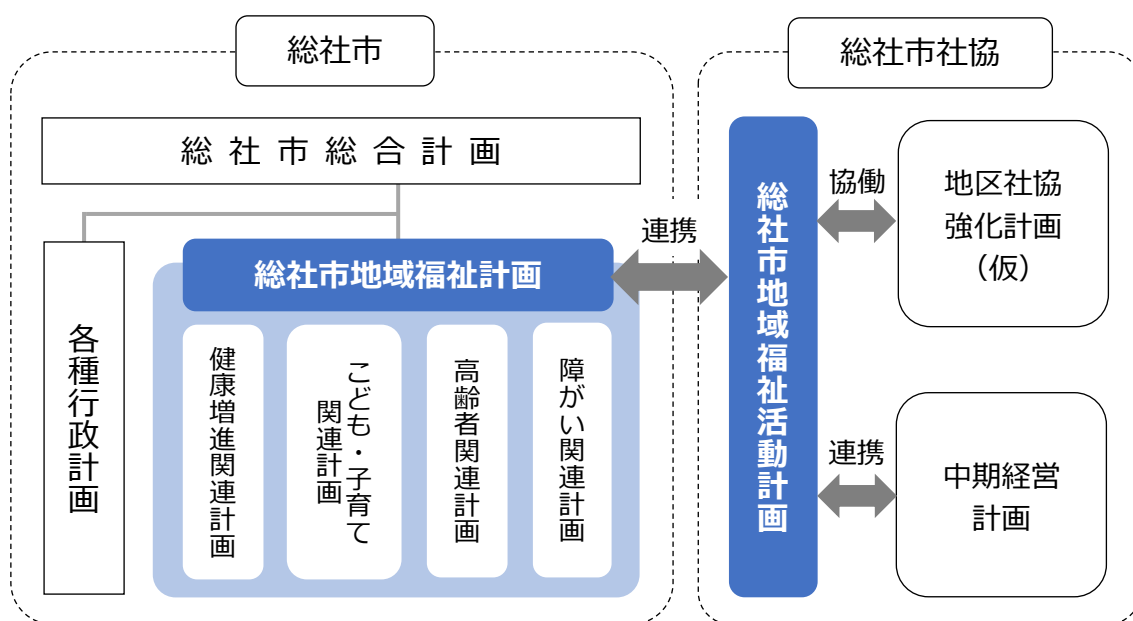 総社市
総社市総合計画
各種行政計画
総社市地域福祉計画
健康増進関連計画
こども・子育て
関連計画
高齢者関連計画
障がい関連計画
連携
総社市社協
総社市地域福祉活動計画
協働
地区社協
強化計画
（仮）
連携
中期経営
計画